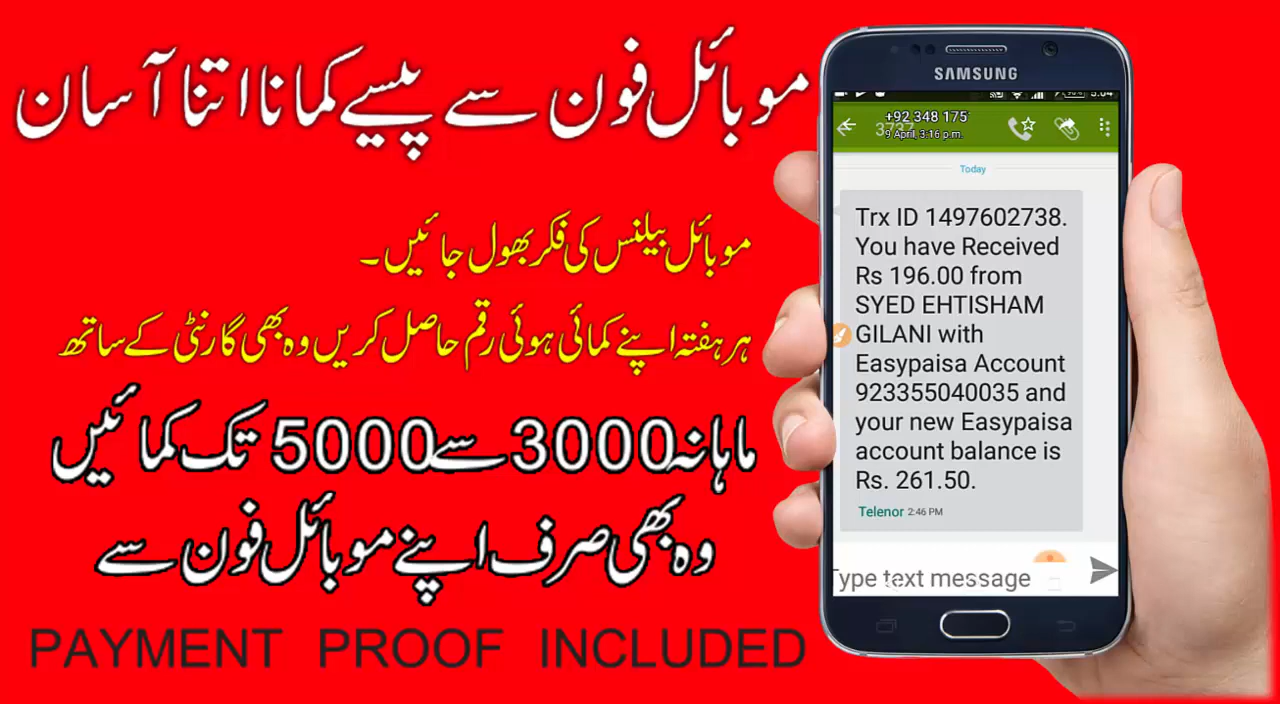 موبائل فون سے پیسے کمانا اتنا آسان
موبائل بیلنس کی فکر بھول جائیں۔
ہر ہفتہ اپنے کمائی ہوئی رقم حاصل کریں وہ بھی گارنٹی کے ساتھ
ماہانہ 3000 سے 5000 تک کمائیں
وہ بھی صرف اپنے موبائل فون سے
PAYMENT PROOF INCLUDED
SAMSUNG
+92 348 175
9 April, 3:16 p.m.
Today
Trx ID 1497602738.
You have Received
Rs 196.00 from
SYED EHTISHAM
GILANI with
Easypaisa Account
923355040035 and
your new Easypaisa
account balance is
Rs. 261.50.
Telenor 2:46 PM
Type text message